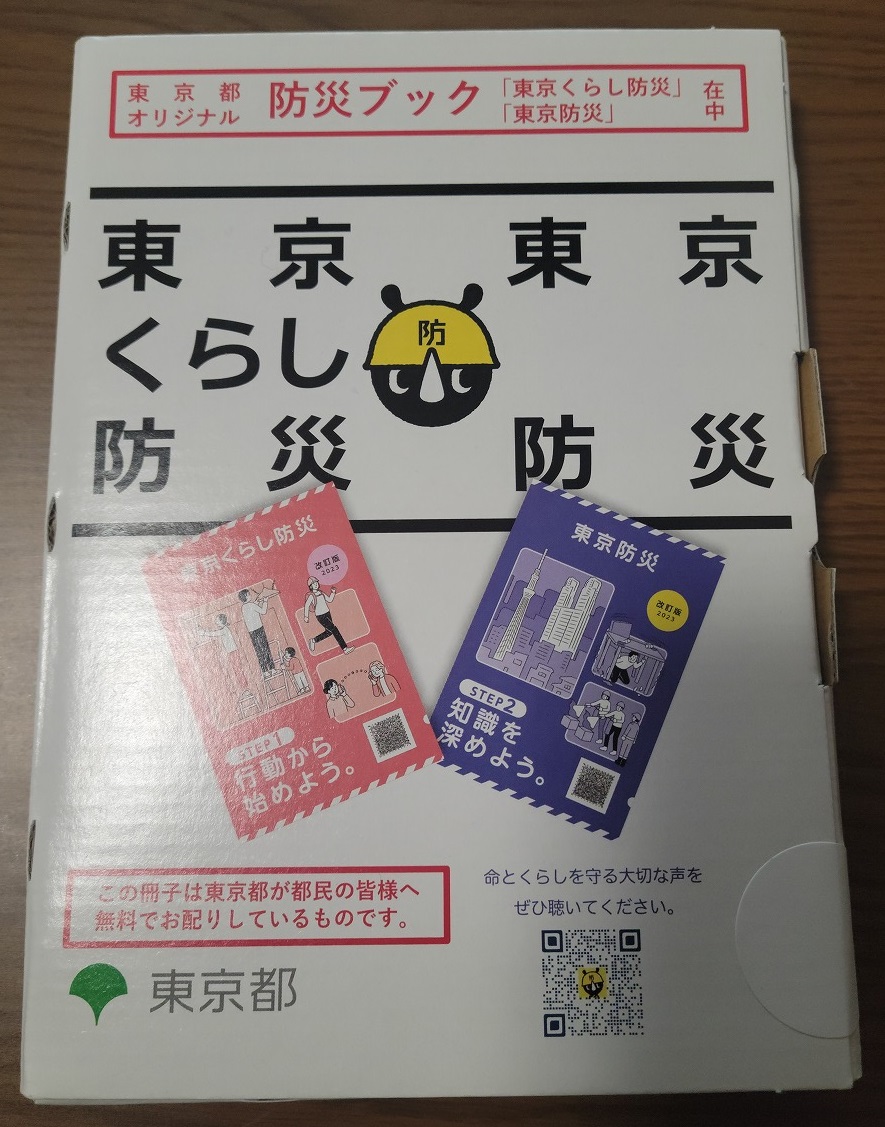 東京都
オリジナル
防災ブック
「東京くらし防災」
「東京防災」
在中
東京
くらし
防災
防
東京
防災
東京くらし防災
改訂版
2023
STEP1
行動から
始めよう。
東京防災
改訂版
2023
STEP2
知識を
深めよう。
この冊子は東京都が都民の皆様へ
無料でお配りしているものです。
東京都
命とくらしを守る大切な声を
ぜひ聴いてください。